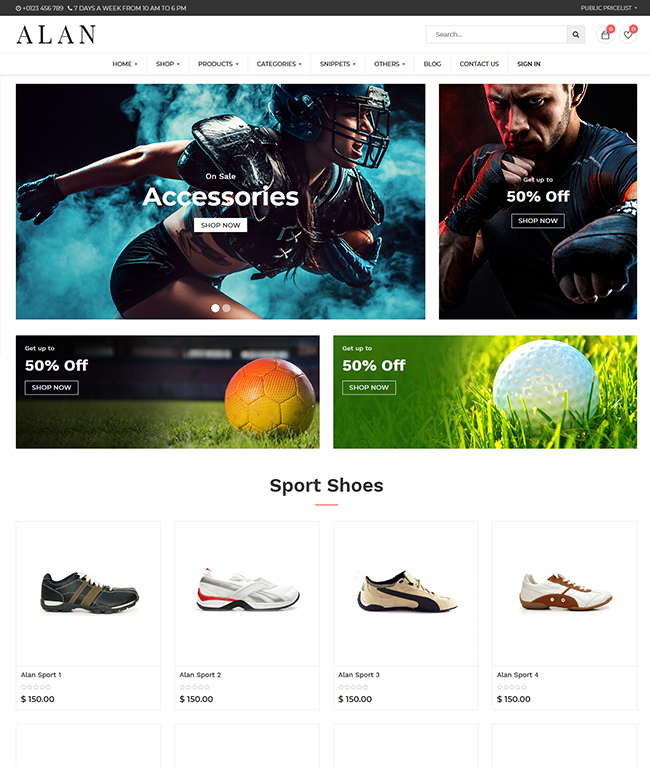 +0123 456 789 7 DAYS A WEEK FROM 10 AM TO 6 PM
PUBLIC PRICELIST
ALAN
Search...
0
0
HOME SHOP PRODUCTS CATEGORIES SNIPPETS OTHERS BLOG CONTACT US SIGN IN
On Sale
Accessories
SHOP NOW
Get up to
50% Off
SHOP NOW
Get up to
50% Off
SHOP NOW
Get up to
50% Off
SHOP NOW
Sport Shoes
Alan Sport 1
$ 150.00
Alan Sport 2
$ 150.00
Alan Sport 3
$ 150.00
Alan Sport 4
$ 150.00